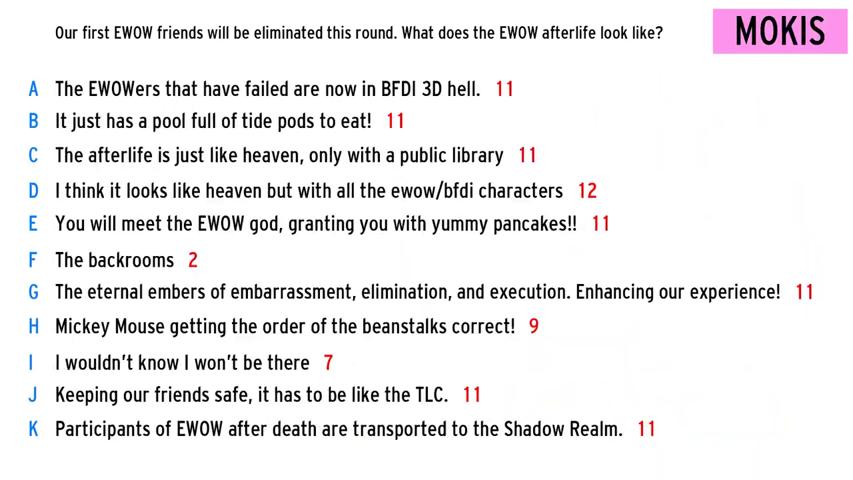 Our first EWOW friends will be eliminated this round. What does the EWOW afterlife look like?
MOKIS
A The EWOWers that have failed are now in BFDI 3D hell. 11
B It just has a pool full of tide pods to eat! 11
C The afterlife is just like heaven, only with a public library 11
D I think it looks like heaven but with all the ewow/bfdi characters 12
E You will meet the EWOW god, granting you with yummy pancakes!! 11
F The backrooms 2
G The eternal embers of embarrassment, elimination, and execution. Enhancing our experience! 11
H Mickey Mouse getting the order of the beanstalks correct! 9
I I wouldn't know I won't be there 7
J Keeping our friends safe, it has to be like the TLC. 11
K Participants of EWOW after death are transported to the Shadow Realm. 11